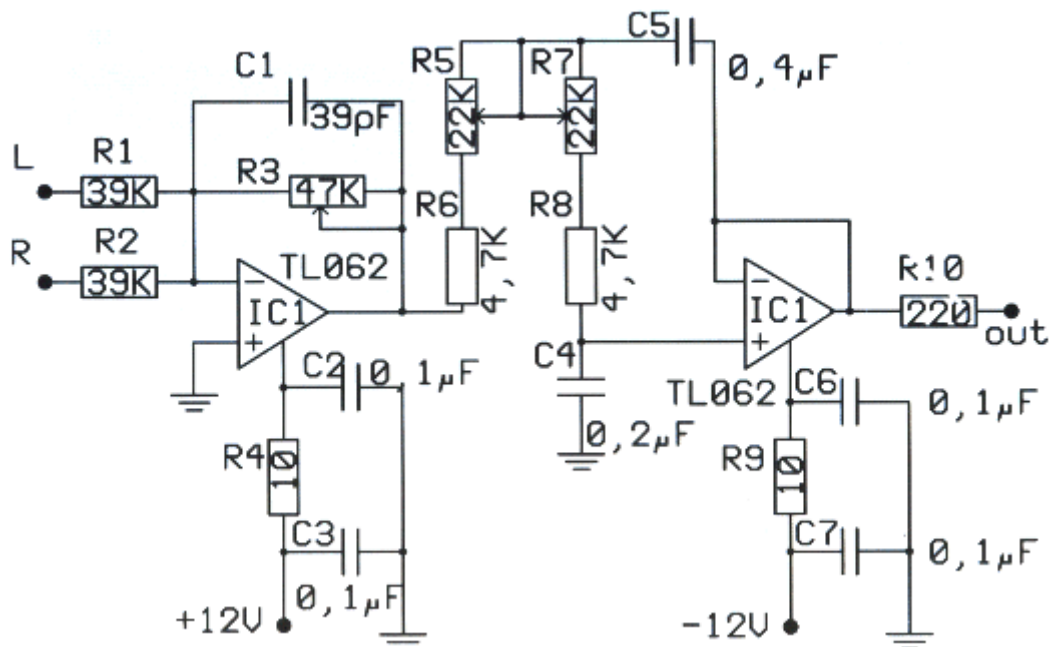 C1
39pF
L
R1
39K
R3
47K
R
R2
39K
TL062
IC1
R5
22K
R7
22K
C5
0,4µF
R6
4,7K
R8
4,7K
C2
0 1µF
R4
10
C3
0,1µF
+12V
C4
0,2µF
IC1
TL062
R10
220
out
C6
0,1µF
R9
10
C7
0,1µF
-12V